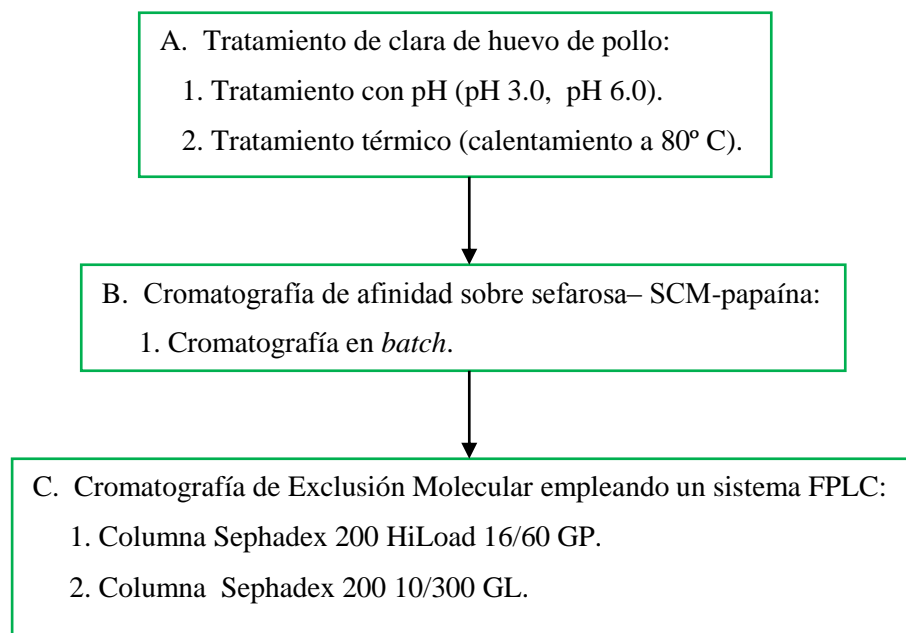 A. Tratamiento de clara de huevo de pollo:
1. Tratamiento con pH (pH 3.0, pH 6.0).
2. Tratamiento térmico (calentamiento a 80º C).
B. Cromatografía de afinidad sobre sefarosa– SCM-papaína:
1. Cromatografía en batch.
C. Cromatografía de Exclusión Molecular empleando un sistema FPLC:
1. Columna Sephadex 200 HiLoad 16/60 GP.
2. Columna Sephadex 200 10/300 GL.